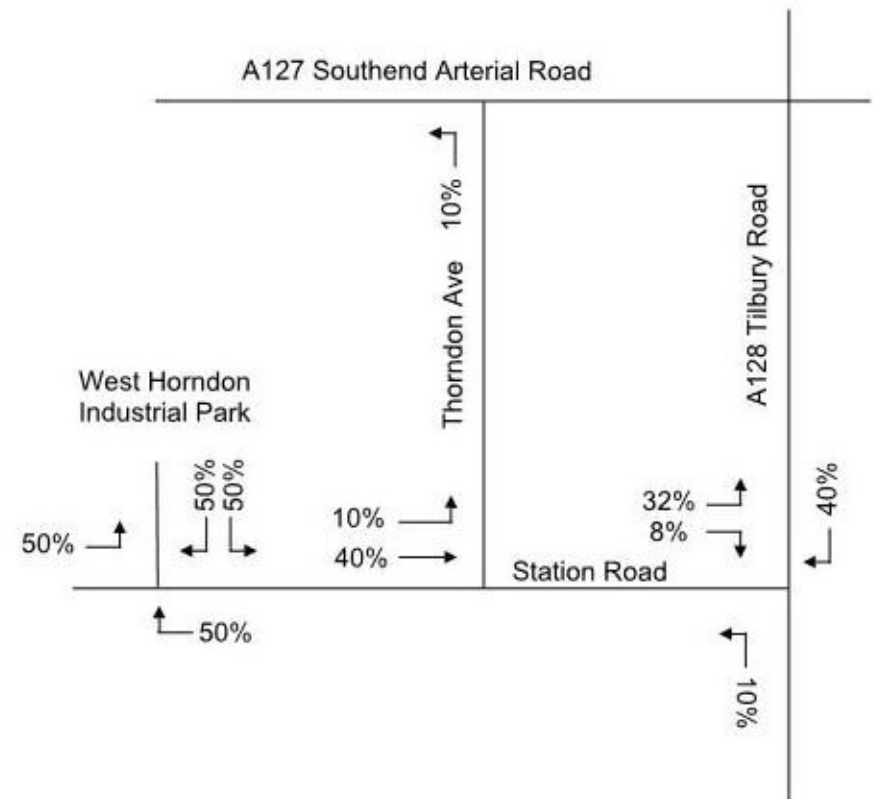 A127 Southend Arterial Road
10%
Thorndon Ave
A128 Tilbury Road
West Horndon
Industrial Park
50%
50%
50%
10%
40%
32%
8%
40%
Station Road
50%
10%